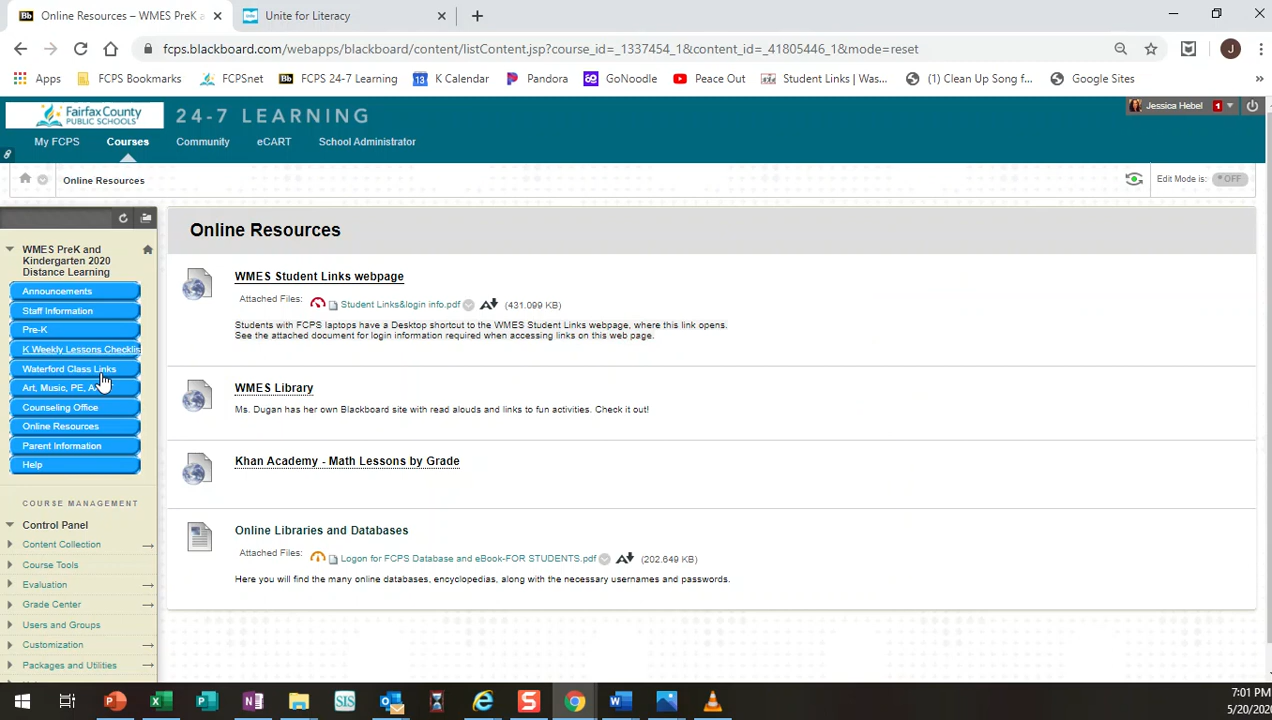 Online Resources – WMES PreK a
Unite for Literacy
fcps.blackboard.com/webapps/blackboard/content/listContent.jsp?course_id=_1337454_1&content_id=_41805446_1&mode=reset
J
Apps
FCPS Bookmarks
FCPSnet
Bb
FCPS 24-7 Learning
13
K Calendar
Pandora
GoNoodle
Peace Out
Student Links | Was...
(1) Clean Up Song f...
Google Sites
»
Fairfax County
PUBLIC SCHOOLS
24-7 LEARNING
Jessica Hebel
1
My FCPS
Courses
Community
eCART
School Administrator
Online Resources
Edit Mode is:
OFF
WMES PreK and
Kindergarten 2020
Distance Learning
Announcements
Staff Information
Pre-K
K Weekly Lessons Checklis
Waterford Class Links
Art, Music, PE,
Counseling Office
Online Resources
Parent Information
Help
COURSE MANAGEMENT
Control Panel
Content Collection
Course Tools
Evaluation
Grade Center
Users and Groups
Customization
Packages and Utilities
Online Resources
WMES Student Links webpage
Attached Files: Student Links&login info.pdf (431.099 KB)
Students with FCPS laptops have a Desktop shortcut to the WMES Student Links webpage, where this link opens.
See the attached document for login information required when accessing links on this web page.
WMES Library
Ms. Dugan has her own Blackboard site with read alouds and links to fun activities. Check it out!
Khan Academy - Math Lessons by Grade
Online Libraries and Databases
Attached Files: Logon for FCPS Database and eBook-FOR STUDENTS.pdf (202.649 KB)
Here you will find the many online databases, encyclopedias, along with the necessary usernames and passwords.
SIS
7:01 PM
5/20/2020